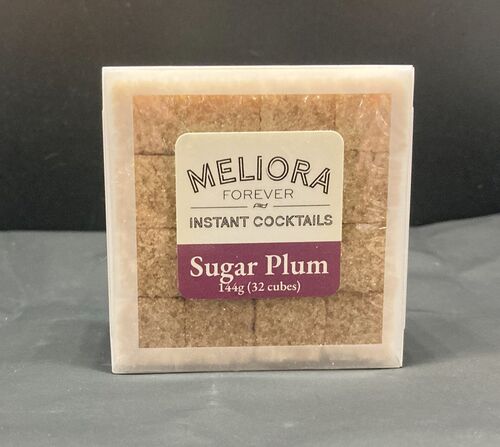 MELIORA
FOREVER
INSTANT COCKTAILS
Sugar Plum
144g (32 cubes)